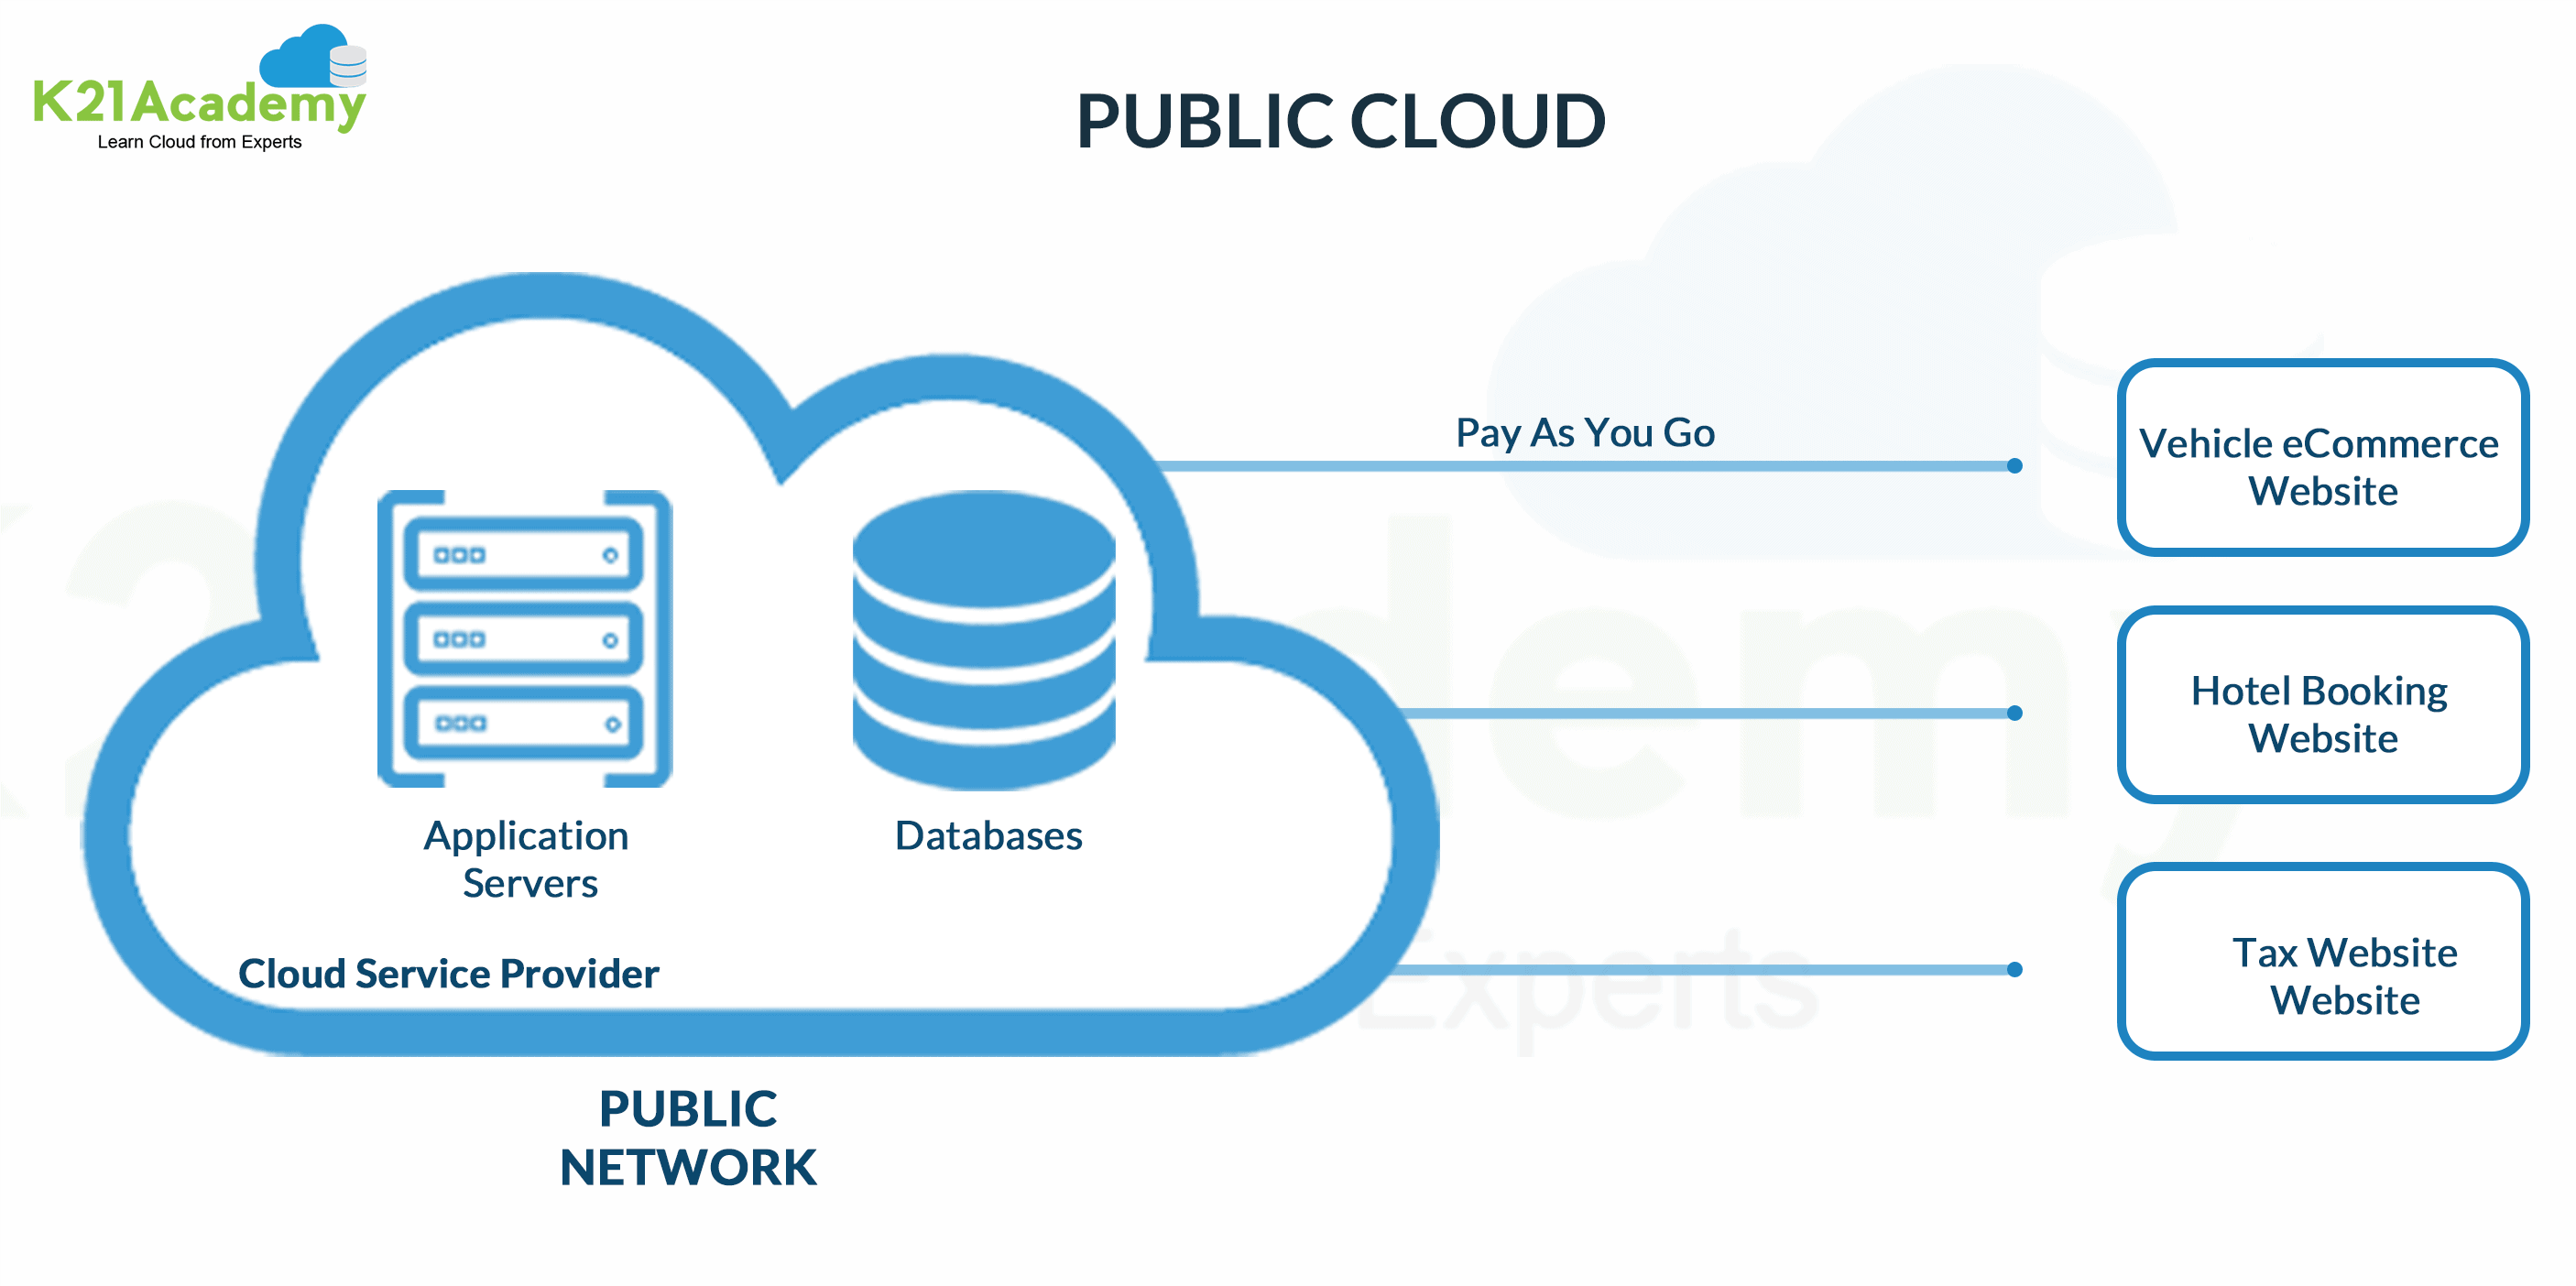 K21Academy
Learn Cloud from Experts
PUBLIC CLOUD
Pay As You Go
Vehicle eCommerce
Website
Hotel Booking
Website
Tax Website
Website
Application
Servers
Databases
Cloud Service Provider
PUBLIC
NETWORK